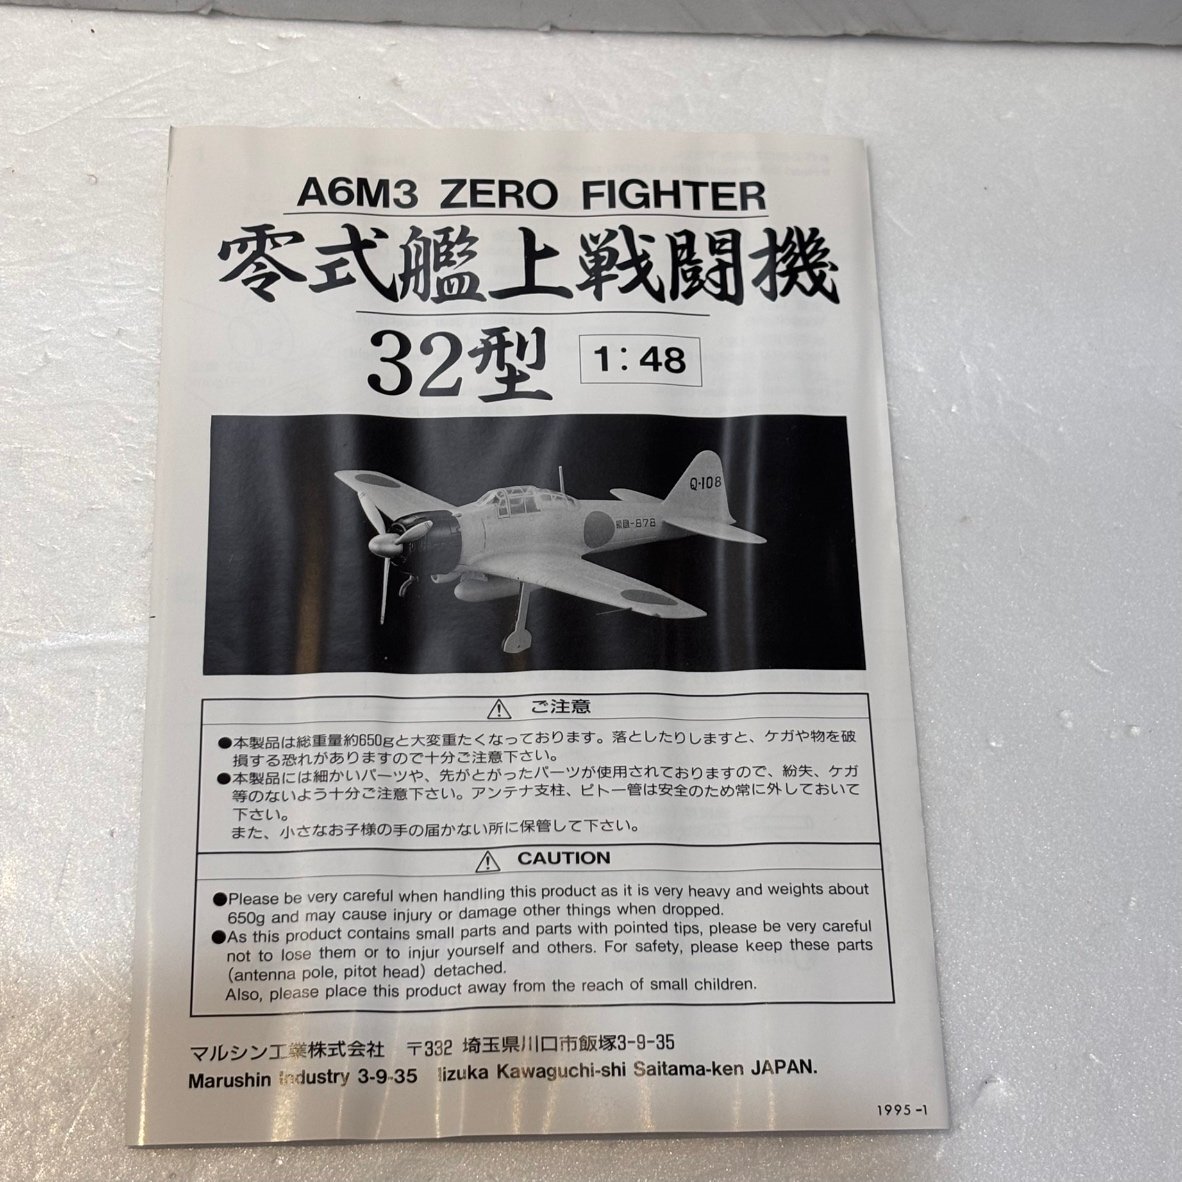 A6M3 ZERO FIGHTER
零式艦上戦闘機
32型 1:48
Q-108
-878
ご注意
●本製品は総重量約650gと大変重たくなっております。落としたりしますと、ケガや物を破
損する恐れがありますので十分ご注意下さい。
●本製品には細かいパーツや、先がとがったパーツが使用されておりますので、紛失、ケガ
等のないよう十分ご注意下さい。アンテナ支柱、ピトー管は安全のため常に外しておいて
下さい。
また、小さなお子様の手の届かない所に保管して下さい。
CAUTION
●Please be very careful when handling this product as it is very heavy and weights about
650g and may cause injury or damage other things when dropped.
●As this product contains small parts and parts with pointed tips, please be very careful
not to lose them or to injur yourself and others. For safety, please keep these parts
(antenna pole, pitot head) detached.
Also, please place this product away from the reach of small children.
マルシン工業株式会社 〒332 埼玉県川口市飯塚3-9-35
Marushin Industry 3-9-35 Iizuka Kawaguchi-shi Saitama-ken JAPAN.
1995-1